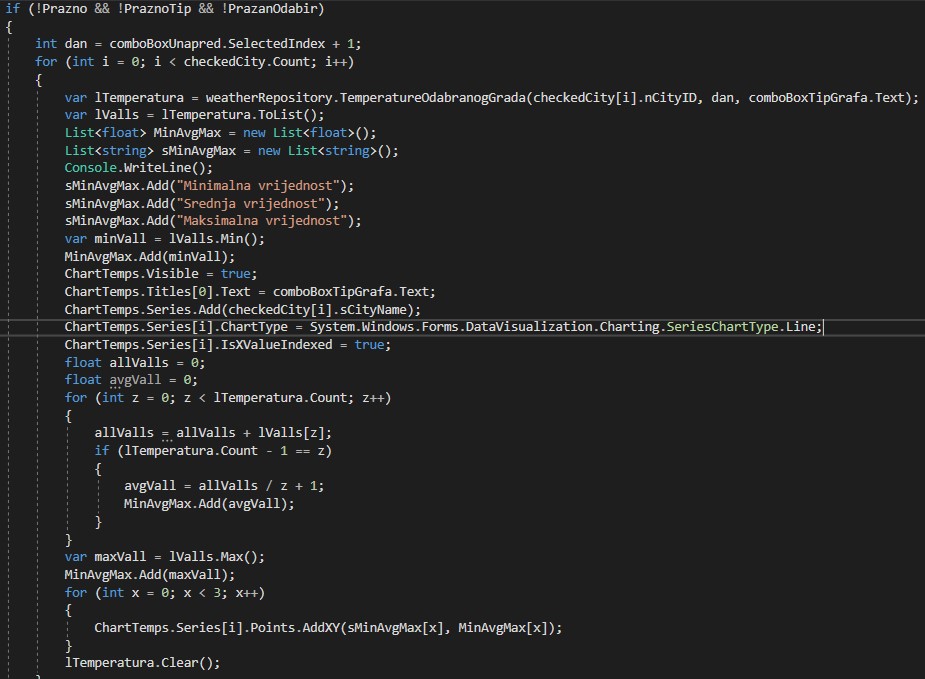 if (!Prazno && !PraznoTip && !PrazanOdabir)
{
int dan = comboBoxUnapred.SelectedIndex + 1;
for (int i = 0; i < checkedCity.Count; i++)
{
var lTemperatura = weatherRepository.TemperatureOdabranogGrada(checkedCity[i].nCityID, dan, comboBoxTipGrafa.Text);
var lValls = lTemperatura.ToList();
List<float> MinAvgMax = new List<float>();
List<string> sMinAvgMax = new List<string>();
Console.WriteLine();
sMinAvgMax.Add("Minimalna vrijednost");
sMinAvgMax.Add("Srednja vrijednost");
sMinAvgMax.Add("Maksimalna vrijednost");
var minVall = lValls.Min();
MinAvgMax.Add(minVall);
ChartTemps.Visible = true;
ChartTemps.Titles[0].Text = comboBoxTipGrafa.Text;
ChartTemps.Series.Add(checkedCity[i].sCityName);
ChartTemps.Series[i].ChartType = System.Windows.Forms.DataVisualization.Charting.SeriesChartType.Line;
ChartTemps.Series[i].IsXValueIndexed = true;
float allValls = 0;
float avgVall = 0;
for (int z = 0; z < lTemperatura.Count; z++)
{
allValls = allValls + lValls[z];
if (lTemperatura.Count - 1 == z)
{
avgVall = allValls / z + 1;
MinAvgMax.Add(avgVall);
}
}
var maxVall = lValls.Max();
MinAvgMax.Add(maxVall);
for (int x = 0; x < 3; x++)
{
ChartTemps.Series[i].Points.AddXY(sMinAvgMax[x], MinAvgMax[x]);
}
lTemperatura.Clear();
}